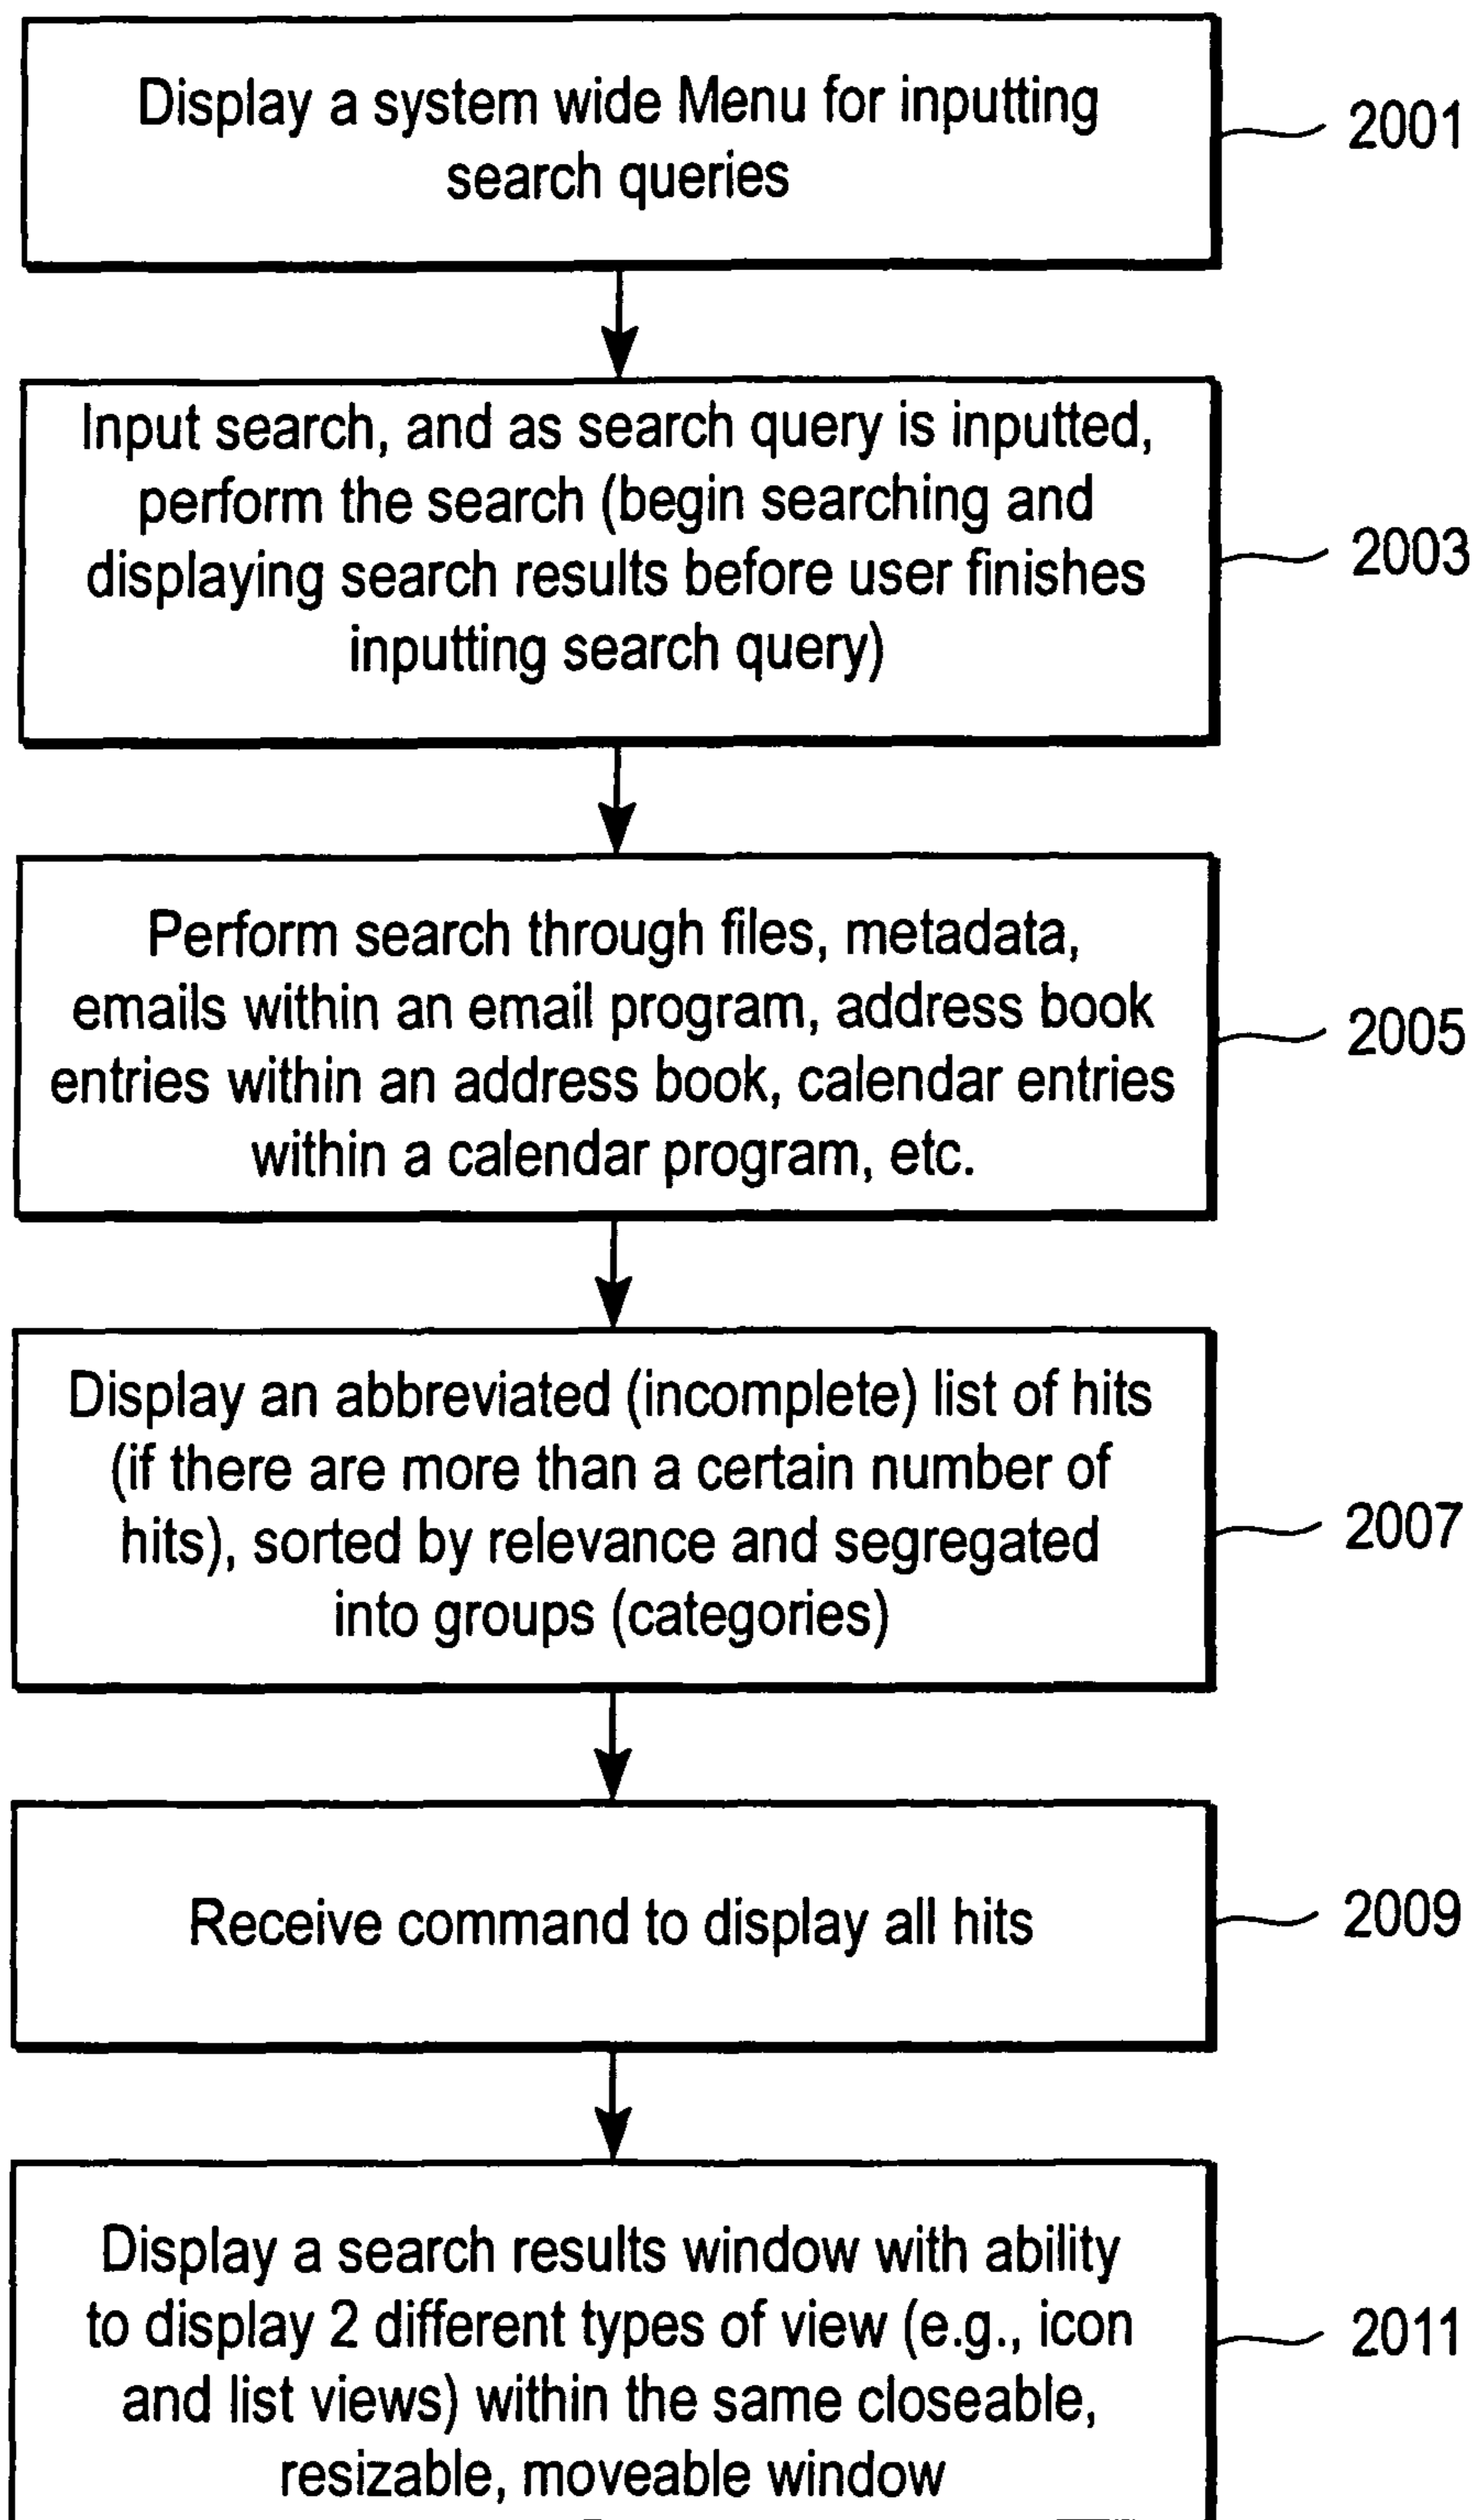 Display a system wide Menu for inputting
search queries
2001
Input search, and as search query is inputted,
perform the search (begin searching and
displaying search results before user finishes
inputting search query)
2003
Perform search through files, metadata,
emails within an email program, address book
entries within an address book, calendar entries
within a calendar program, etc.
2005
Display an abbreviated (incomplete) list of hits
(if there are more than a certain number of
hits), sorted by relevance and segregated
into groups (categories)
2007
Receive command to display all hits
2009
Display a search results window with ability
to display 2 different types of view (e.g., icon
and list views) within the same closeable,
resizable, moveable window
2011